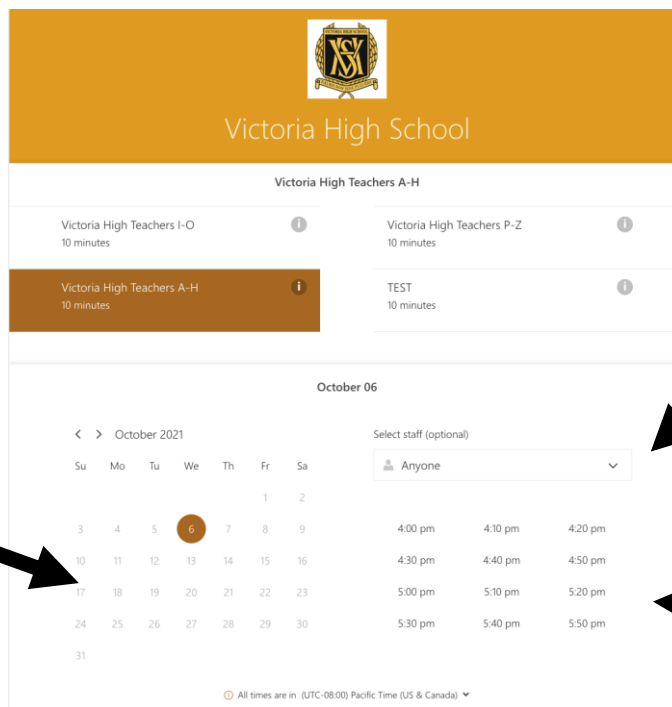 Victoria High School
Victoria High Teachers A-H
Victoria High Teachers I-O
10 minutes
Victoria High Teachers P-Z
10 minutes
Victoria High Teachers A-H
10 minutes
TEST
10 minutes
October 06
October 2021
Su Mo Tu We Th Fr Sa
1 2
3 4 5 6 7 8 9
10 11 12 13 14 15 16
17 18 19 20 21 22 23
24 25 26 27 28 29 30
31
Select staff (optional)
Anyone
4:00 pm 4:10 pm 4:20 pm
4:30 pm 4:40 pm 4:50 pm
5:00 pm 5:10 pm 5:20 pm
5:30 pm 5:40 pm 5:50 pm
All times are in (UTC-08:00) Pacific Time (US & Canada)